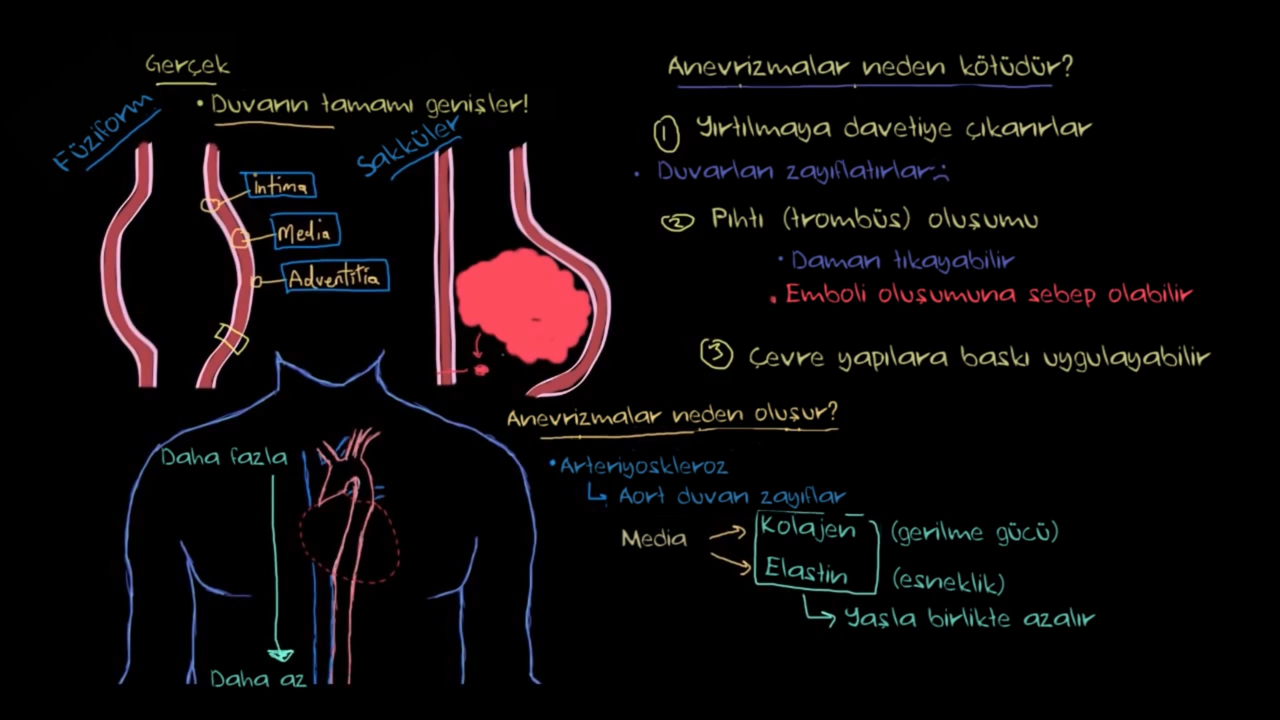 Gerçek
• Duvarın tamamı genişler!
Füziform
Sakküler
İntima
Media
Adventitia
Daha fazla
Daha az
Anevrizmalar neden kötüdür?
1 Yırtılmaya davetiye çıkarırlar
• Duvarları zayıflatırlar
2 Pıhtı (trombüs) oluşumu
• Damarı tıkayabilir
• Emboli oluşumuna sebep olabilir
3 Çevre yapılara baskı uygulayabilir
Anevrizmalar neden oluşur?
• Arteriyoskleroz
↳ Aort duvarı zayıflar
Media → Kolajen (gerilme gücü)
→ Elastin (esneklik)
↳ Yaşla birlikte azalır